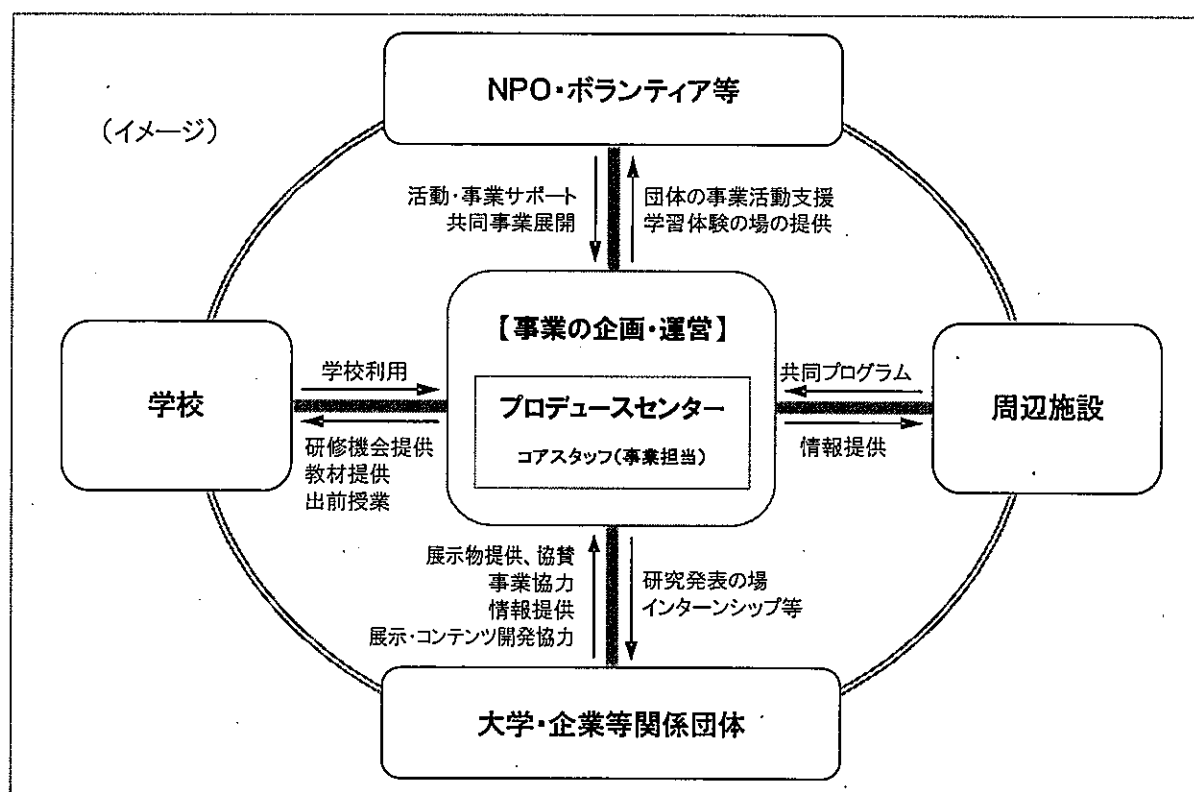 NPO・ボランティア等
（イメージ）
活動・事業サポート
共同事業展開
団体の事業活動支援
学習体験の場の提供
【事業の企画・運営】
学校
学校利用
研修機会提供
教材提供
出前授業
プロデュースセンター
コアスタッフ（事業担当）
共同プログラム
情報提供
周辺施設
展示物提供、協賛
事業協力
情報提供
展示・コンテンツ開発協力
研究発表の場
インターンシップ等
大学・企業等関係団体